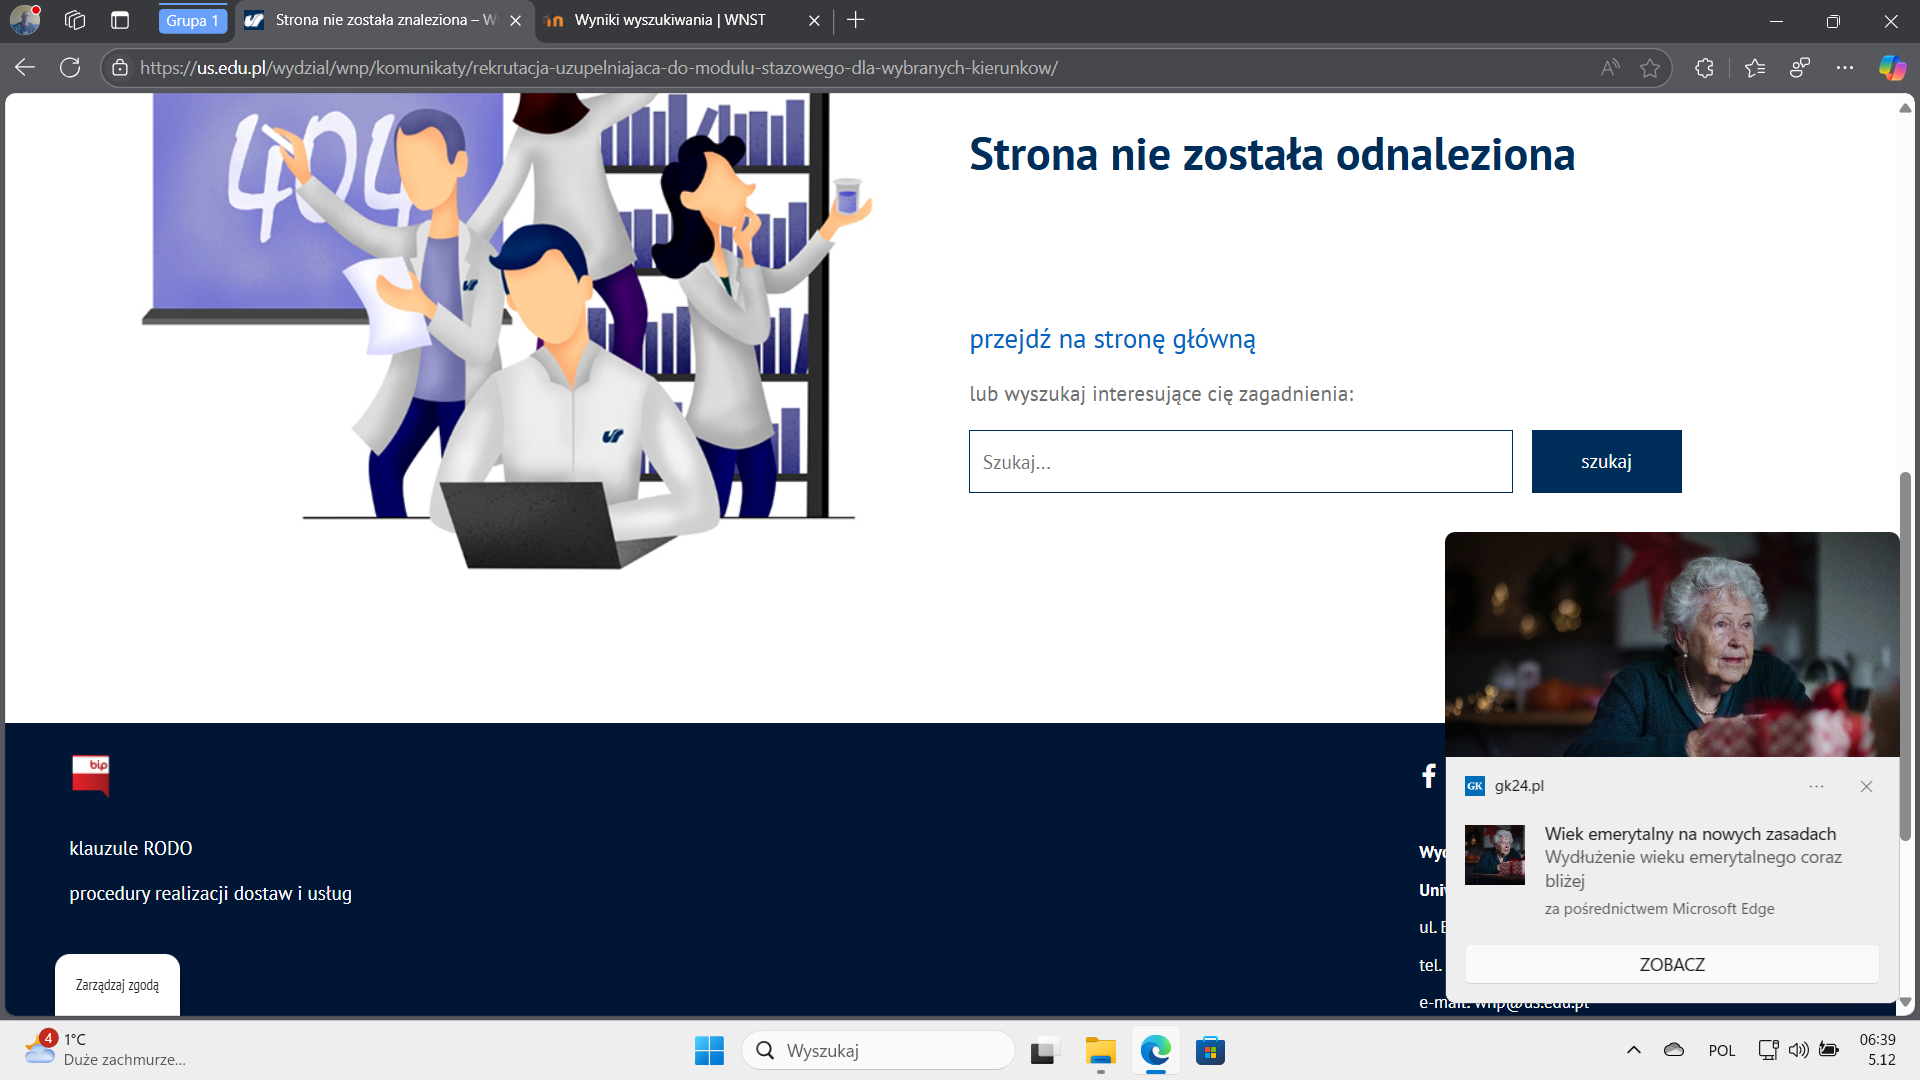 Grupa 1
Strona nie została znaleziona – W
Wyniki wyszukiwania | WNST
https://us.edu.pl/wydzial/wnp/komunikaty/rekrutacja-uzupelniajaca-do-modulu-stazowego-dla-wybranych-kierunkow/
404
Strona nie została odnaleziona
przejdź na stronę główną
lub wyszukaj interesujące cię zagadnienia:
Szukaj...
szukaj
bip
klauzule RODO
procedury realizacji dostaw i usług
Zarządzaj zgodą
ul.
tel.
e-mail: wnp@us.edu.pl
GK
gk24.pl
Wiek emerytalny na nowych zasadach
Wydłużenie wieku emerytalnego coraz
bliżej
za pośrednictwem Microsoft Edge
ZOBACZ
4
1°C
Duże zachmurze...
Wyszukaj
POL
06:39
5.12